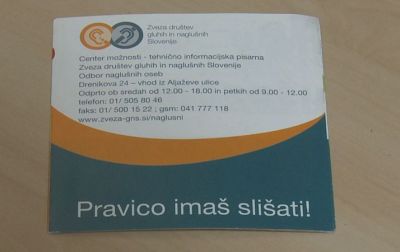 Zveza društev
gluhih in naglušnih
Slovenije
Center možnosti - tehnično informacijska pisarna
Zveza društev gluhih in naglušnih Slovenije
Odbor naglušnih oseb
Drenikova 24 – vhod iz Aljaževe ulice
Odprto ob sredah od 12.00 - 18.00 in petkih od 9.00 - 12.00
telefon: 01/ 505 80 46
faks: 01/ 500 15 22 ; gsm: 041 777 118
www.zveza-gns.si/naglusni
Pravico imaš slišati!